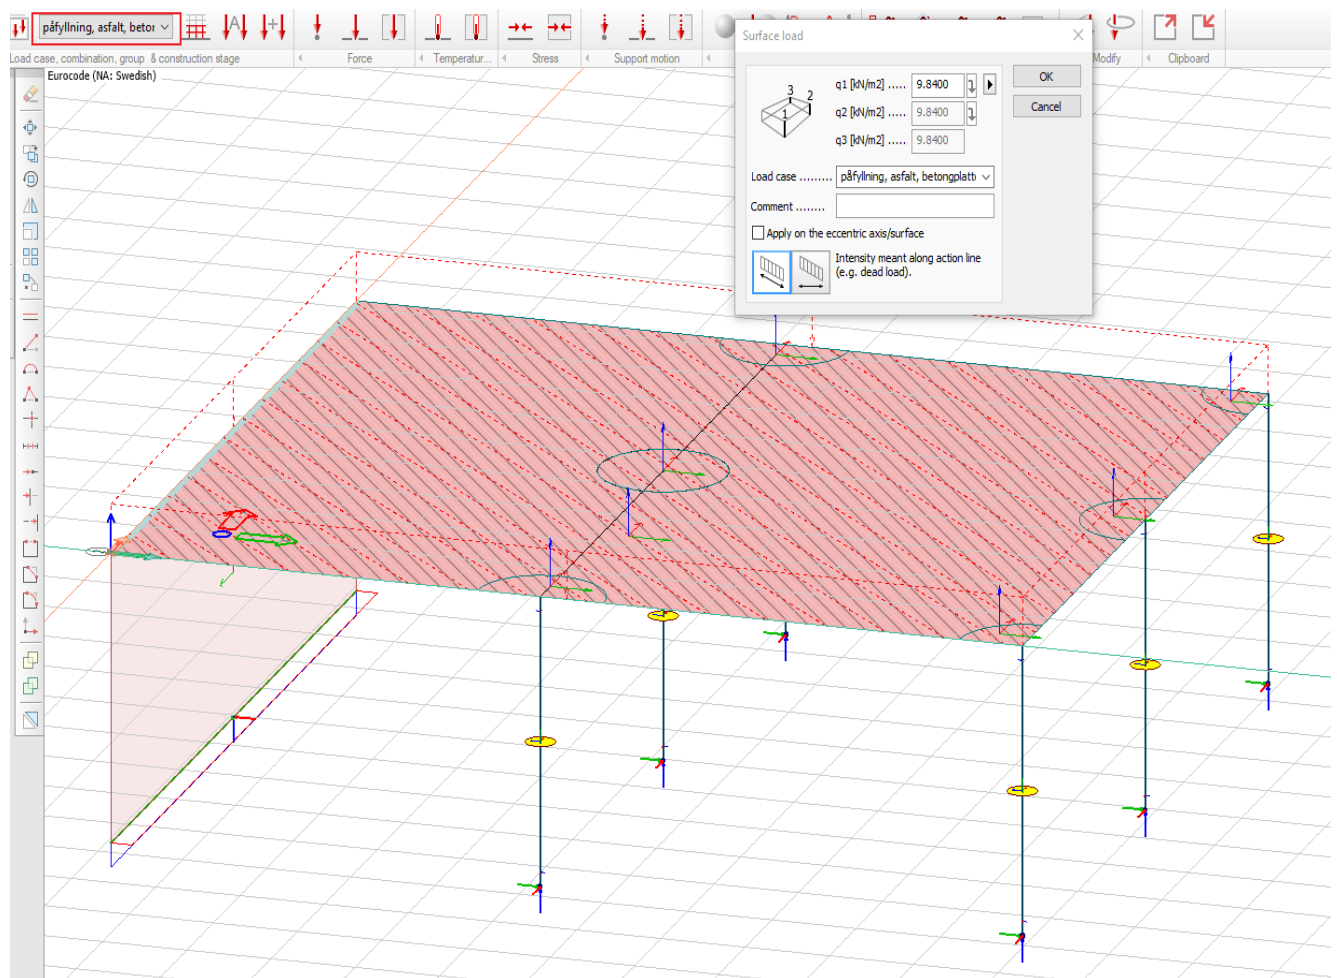 påfyllning, asfalt, betor
Load case, combination, group & construction stage
Force
Temperatur...
Stress
Support motion
Modify
Clipboard
Eurocode (NA: Swedish)
Surface load
q1 [kN/m2] ..... 9.8400
OK
q2 [kN/m2] ..... 9.8400
Cancel
q3 [kN/m2] ..... 9.8400
3
2
1
Load case ......... påfyllning, asfalt, betongplatt
Comment ........
Apply on the eccentric axis/surface
Intensity meant along action line
(e.g. dead load).